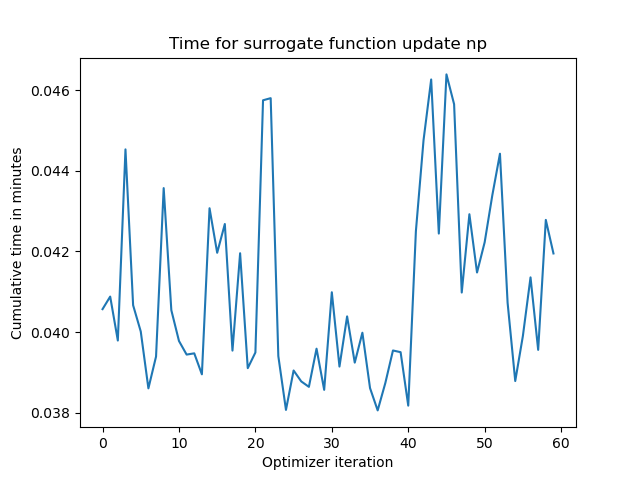 Time for surrogate function update np
Cumulative time in minutes
0.046
0.044
0.042
0.040
0.038
0 10 20 30 40 50 60
Optimizer iteration